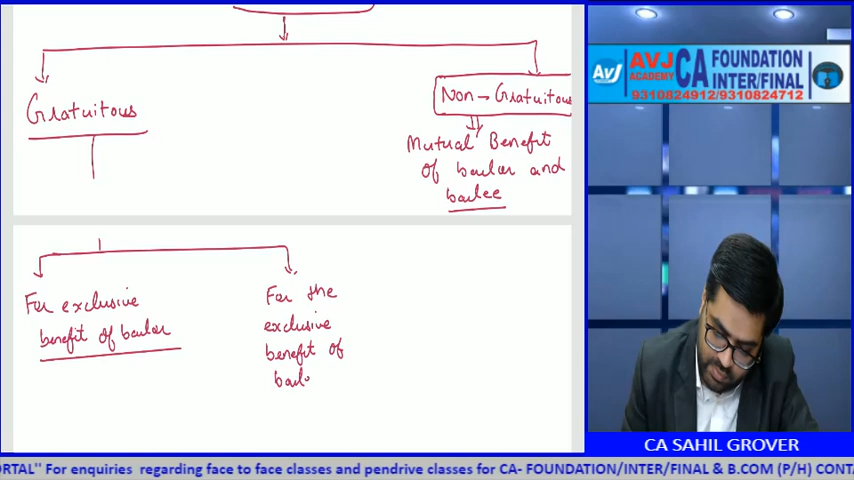 Gratuitous
Non → Gratuitous
Mutual Benefit
of bailor and
bailee
For exclusive
benefit of bailor
For the
exclusive
benefit of
bail
AVJ
AVJ
ACADEMY
CA
FOUNDATION
INTER/FINAL
9310824912/9310824712
CA SAHIL GROVER
ORTAL" For enquiries regarding face to face classes and pendrive classes for CA- FOUNDATION/INTER/FINAL & B.COM (P/H) CONTA